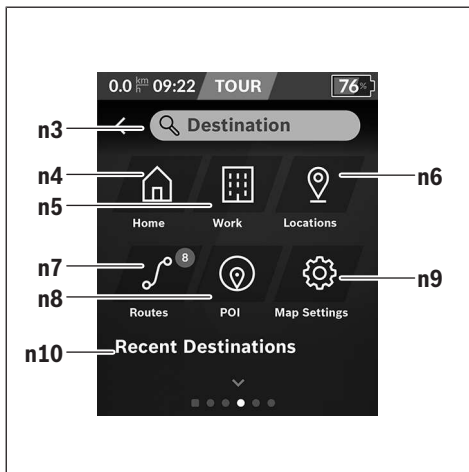 0.0 km/h 09:22 TOUR 76%
n3 Destination
n4
n5
n6
Home Work Locations
n7 8
n8
n9
Routes POI Map Settings
n10 Recent Destinations